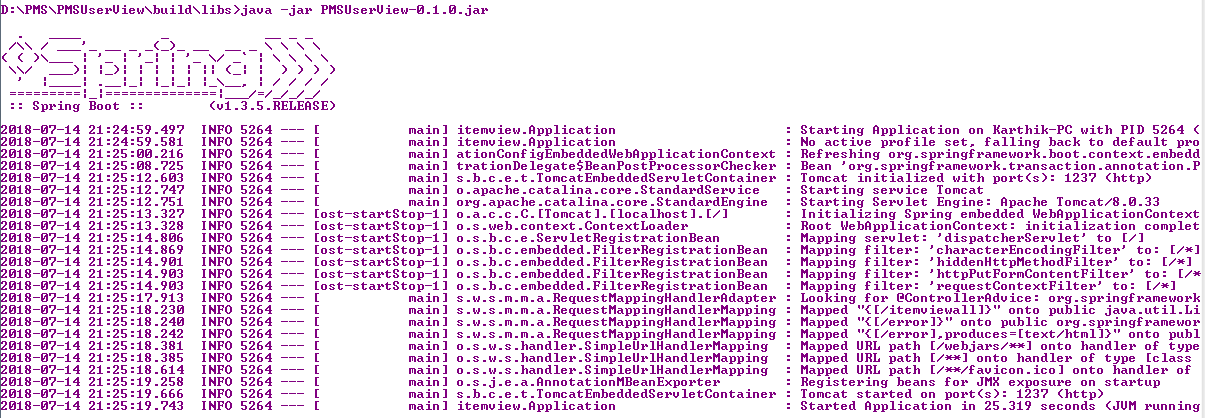 D:\PMS\PMSUserView\build\libs>java -jar PMSUserView-0.1.0.jar
Spring
:: Spring Boot ::        (v1.3.5.RELEASE)
2018-07-14 21:24:59.497  INFO 5264 --- [           main] itemview.Application                     : Starting Application on Karthik-PC with PID 5264 (
2018-07-14 21:24:59.581  INFO 5264 --- [           main] itemview.Application                     : No active profile set, falling back to default pro
2018-07-14 21:25:00.216  INFO 5264 --- [           main] ationConfigEmbeddedWebApplicationContext : Refreshing org.springframework.boot.context.embedd
2018-07-14 21:25:08.725  INFO 5264 --- [           main] trationDelegate$BeanPostProcessorChecker : Bean 'org.springframework.transaction.annotation.P
2018-07-14 21:25:12.603  INFO 5264 --- [           main] s.b.c.e.t.TomcatEmbeddedServletContainer : Tomcat initialized with port(s): 1237 (http)
2018-07-14 21:25:12.747  INFO 5264 --- [           main] o.apache.catalina.core.StandardService   : Starting service Tomcat
2018-07-14 21:25:12.751  INFO 5264 --- [           main] org.apache.catalina.core.StandardEngine  : Starting Servlet Engine: Apache Tomcat/8.0.33
2018-07-14 21:25:13.327  INFO 5264 --- [ost-startStop-1] o.a.c.c.C.[Tomcat].[localhost].[/]       : Initializing Spring embedded WebApplicationContext
2018-07-14 21:25:13.328  INFO 5264 --- [ost-startStop-1] o.s.web.context.ContextLoader            : Root WebApplicationContext: initialization complet
2018-07-14 21:25:14.806  INFO 5264 --- [ost-startStop-1] o.s.b.c.e.ServletRegistrationBean        : Mapping servlet: 'dispatcherServlet' to [/]
2018-07-14 21:25:14.869  INFO 5264 --- [ost-startStop-1] o.s.b.c.embedded.FilterRegistrationBean  : Mapping filter: 'characterEncodingFilter' to: [/*]
2018-07-14 21:25:14.901  INFO 5264 --- [ost-startStop-1] o.s.b.c.embedded.FilterRegistrationBean  : Mapping filter: 'hiddenHttpMethodFilter' to: [/*]
2018-07-14 21:25:14.903  INFO 5264 --- [ost-startStop-1] o.s.b.c.embedded.FilterRegistrationBean  : Mapping filter: 'httpPutFormContentFilter' to: [/*
2018-07-14 21:25:14.903  INFO 5264 --- [ost-startStop-1] o.s.b.c.embedded.FilterRegistrationBean  : Mapping filter: 'requestContextFilter' to: [/*]
2018-07-14 21:25:17.913  INFO 5264 --- [           main] s.w.s.m.m.a.RequestMappingHandlerAdapter : Looking for @ControllerAdvice: org.springframework
2018-07-14 21:25:18.230  INFO 5264 --- [           main] s.w.s.m.m.a.RequestMappingHandlerMapping : Mapped "{[/itemviewall]}" onto public java.util.Li
2018-07-14 21:25:18.240  INFO 5264 --- [           main] s.w.s.m.m.a.RequestMappingHandlerMapping : Mapped "{[/error]}" onto public org.springframewor
2018-07-14 21:25:18.242  INFO 5264 --- [           main] s.w.s.m.m.a.RequestMappingHandlerMapping : Mapped "{[/error],produces=[text/html]}" onto publ
2018-07-14 21:25:18.381  INFO 5264 --- [           main] o.s.w.s.handler.SimpleUrlHandlerMapping  : Mapped URL path [/webjars/**] onto handler of type
2018-07-14 21:25:18.385  INFO 5264 --- [           main] o.s.w.s.handler.SimpleUrlHandlerMapping  : Mapped URL path [/**] onto handler of type [class
2018-07-14 21:25:18.614  INFO 5264 --- [           main] o.s.w.s.handler.SimpleUrlHandlerMapping  : Mapped URL path [/**/favicon.ico] onto handler of
2018-07-14 21:25:19.258  INFO 5264 --- [           main] o.s.j.e.a.AnnotationMBeanExporter        : Registering beans for JMX exposure on startup
2018-07-14 21:25:19.666  INFO 5264 --- [           main] s.b.c.e.t.TomcatEmbeddedServletContainer : Tomcat started on port(s): 1237 (http)
2018-07-14 21:25:19.743  INFO 5264 --- [           main] itemview.Application                     : Started Application in 25.319 seconds (JVM running